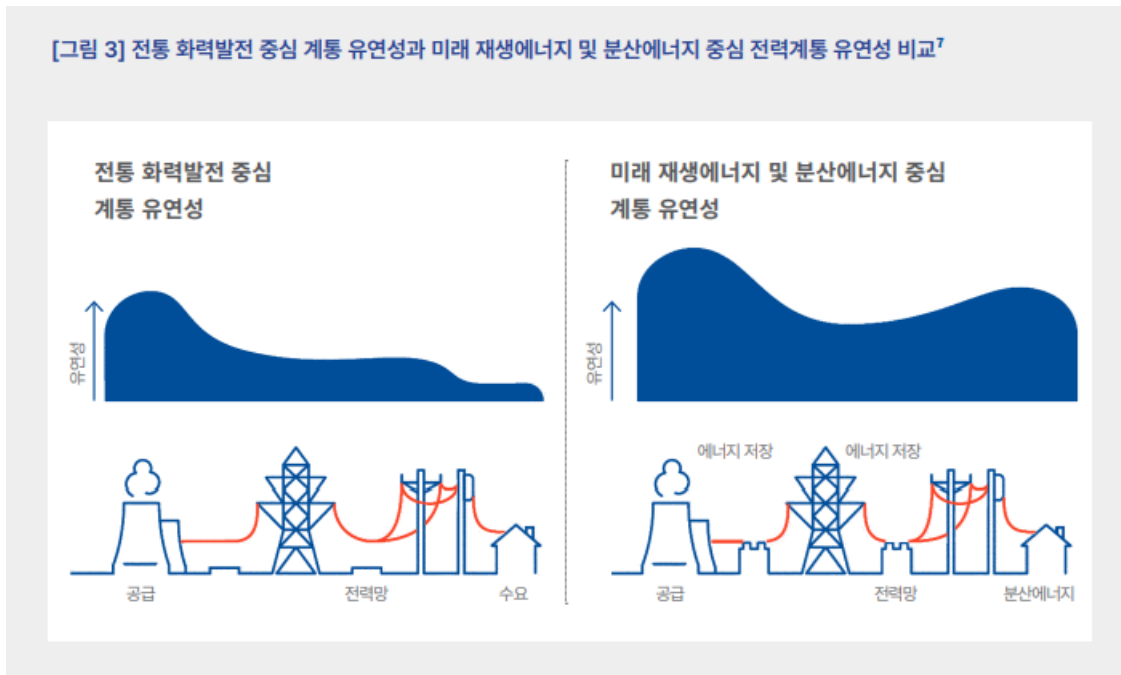 [그림 3] 전통 화력발전 중심 계통 유연성과 미래 재생에너지 및 분산에너지 중심 전력계통 유연성 비교⁷
전통 화력발전 중심
계통 유연성
유연성
공급
전력망
수요
미래 재생에너지 및 분산에너지 중심
계통 유연성
유연성
에너지 저장
에너지 저장
공급
전력망
분산에너지